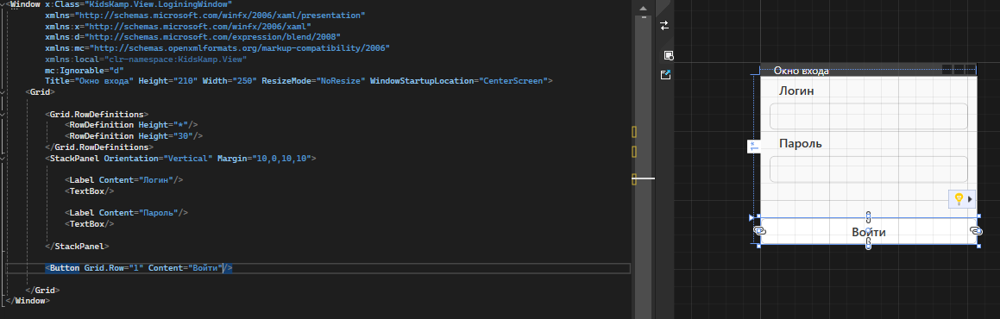 <Window x:Class="KidsKamp.View.LoginingWindow"
xmlns="http://schemas.microsoft.com/winfx/2006/xaml/presentation"
xmlns:x="http://schemas.microsoft.com/winfx/2006/xaml"
xmlns:d="http://schemas.microsoft.com/expression/blend/2008"
xmlns:mc="http://schemas.openxmlformats.org/markup-compatibility/2006"
xmlns:local="clr-namespace:KidsKamp.View"
mc:Ignorable="d"
Title="Окно входа" Height="210" Width="250" ResizeMode="NoResize" WindowStartupLocation="CenterScreen">
<Grid>
<Grid.RowDefinitions>
<RowDefinition Height="*"/>
<RowDefinition Height="30"/>
</Grid.RowDefinitions>
<StackPanel Orientation="Vertical" Margin="10,0,10,10">
<Label Content="Логин"/>
<TextBox/>
<Label Content="Пароль"/>
<TextBox/>
</StackPanel>
<Button Grid.Row="1" Content="Войти"/>
</Grid>
</Window>
Окно входа
Логин
Пароль
Войти